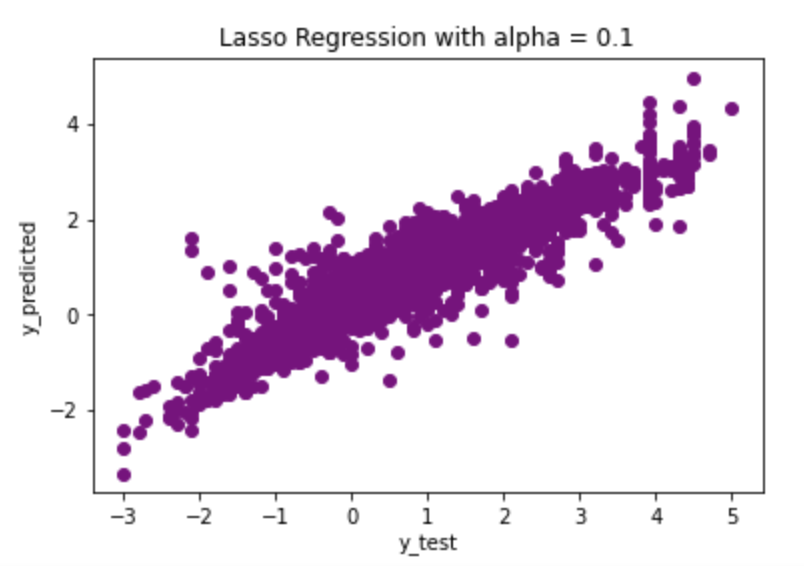 Lasso Regression with alpha = 0.1
4
2
0
−2
y_predicted
−3 −2 −1 0 1 2 3 4 5
y_test